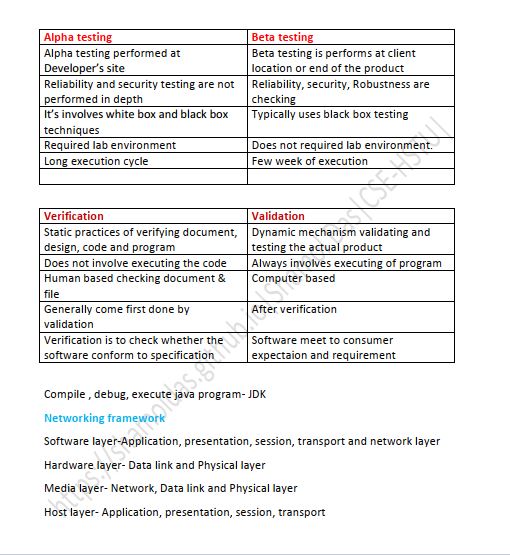 Alpha testing Beta testing
Alpha testing performed at Beta testing is performs at client
Developer's site location or end of the product
Reliability and security testing are not Reliability, security, Robustness are
performed in depth checking
It's involves white box and black box Typically uses black box testing
techniques
Required lab environment Does not required lab environment.
Long execution cycle Few week of execution
Verification Validation
Static practices of verifying document, Dynamic mechanism validating and
design, code and program testing the actual product
Does not involve executing the code Always involves executing of program
Human based checking document & Computer based
file
Generally come first done by After verification
validation
Verification is to check whether the Software meet to consumer
software conform to specification expectaion and requirement
Compile , debug, execute java program- JDK
Networking framework
Software layer-Application, presentation, session, transport and network layer
Hardware layer- Data link and Physical layer
Media layer- Network, Data link and Physical layer
Host layer- Application, presentation, session, transport